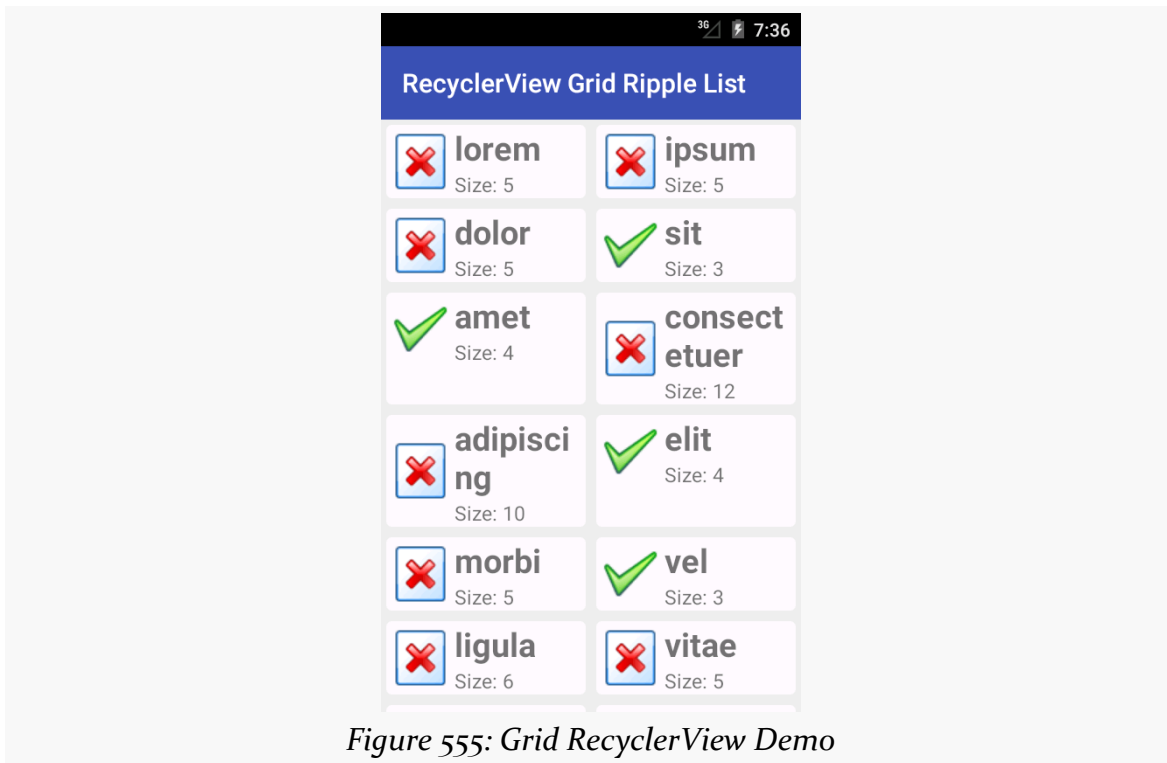 3G 7:36
RecyclerView Grid Ripple List
lorem
Size: 5
ipsum
Size: 5
dolor
Size: 5
sit
Size: 3
amet
Size: 4
consect
etuer
Size: 12
adipisci
ng
Size: 10
elit
Size: 4
morbi
Size: 5
vel
Size: 3
ligula
Size: 6
vitae
Size: 5
Figure 555: Grid RecyclerView Demo